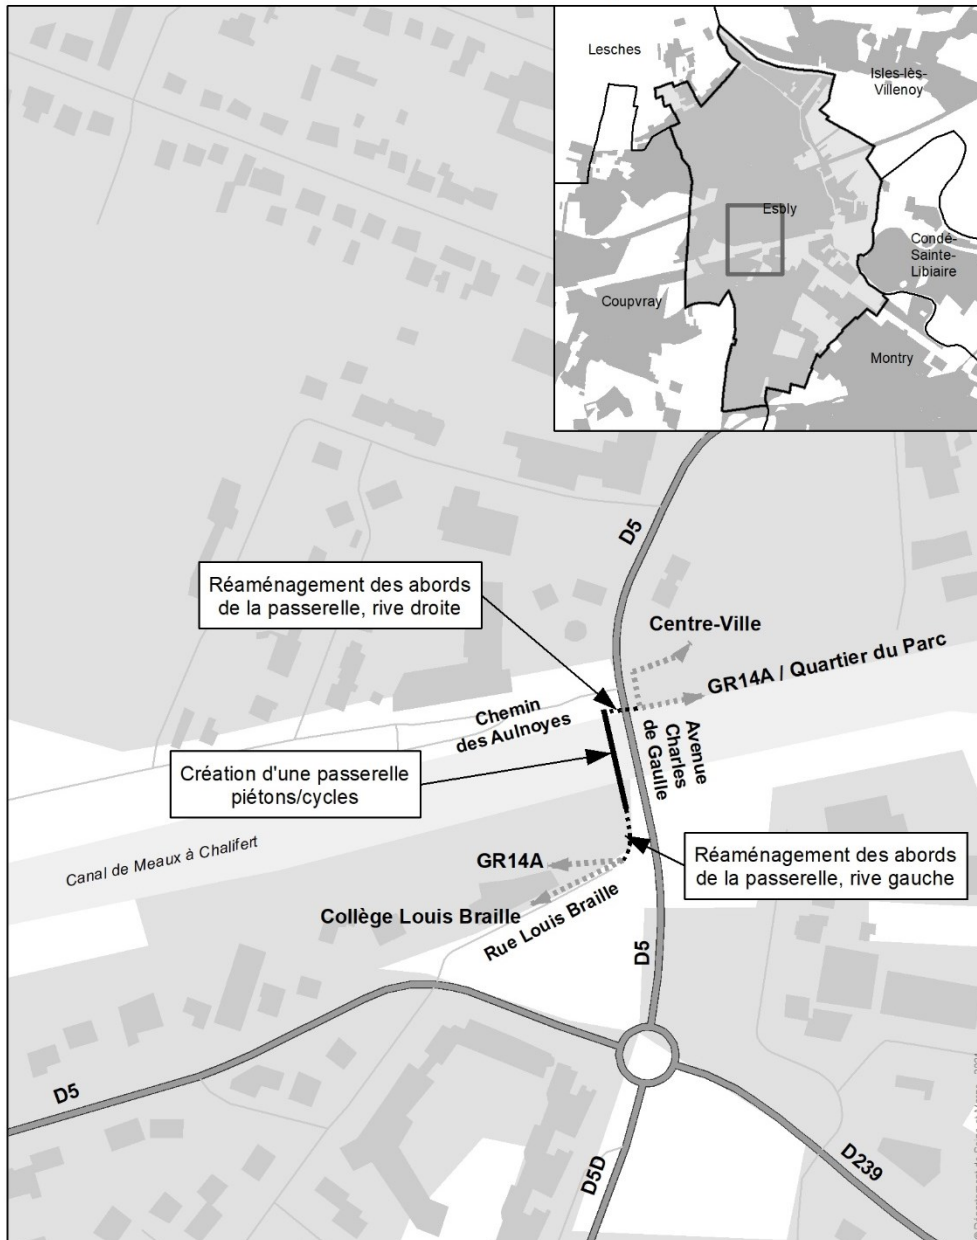 Lesches
Isles-lès-
Villenoy
Esbly
Condé-
Sainte-
Libiaire
Coupvray
Montry
D5
Réaménagement des abords
de la passerelle, rive droite
Centre-Ville
GR14A / Quartier du Parc
Chemin
des Aulnoyes
Avenue
Charles
de Gaulle
Création d'une passerelle
piétons/cycles
Canal de Meaux à Chalifert
GR14A
Réaménagement des abords
de la passerelle, rive gauche
Collège Louis Braille
Rue Louis Braille
D5
D5
D5D
D239